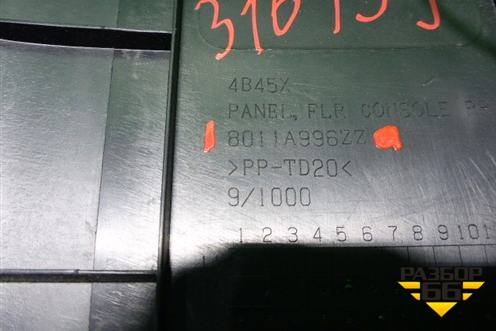 4B45X
PANEL, FLR CONSOLE
8011A996ZZ
>PP-TD20<
9/1000
1 2 3 4 5 6 7 8 9 10 1
РАЗБОР
66